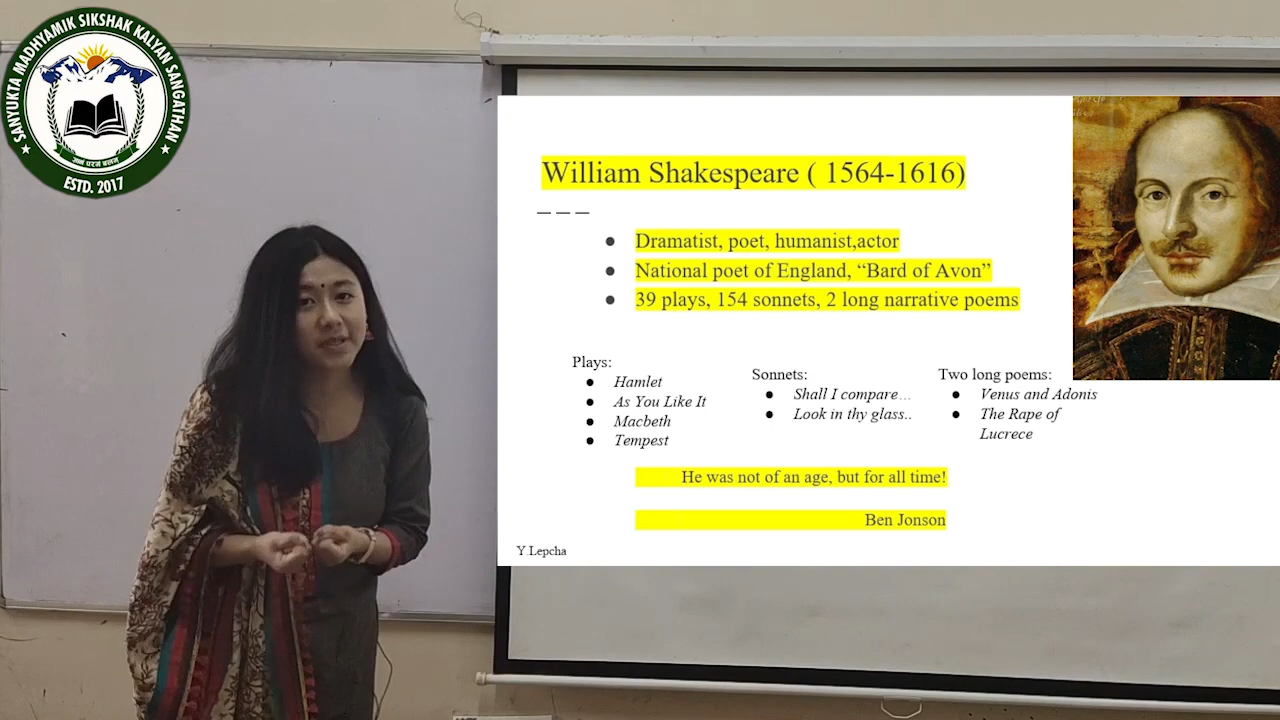 SANYUKTA MADHYAMIK SIKSHAK KALYAN SANGATHAN
ESTD. 2017
William Shakespeare ( 1564-1616)
_ _ _
● Dramatist, poet, humanist,actor
● National poet of England, “Bard of Avon”
● 39 plays, 154 sonnets, 2 long narrative poems
Plays:
● Hamlet
● As You Like It
● Macbeth
● Tempest
Sonnets:
● Shall I compare…
● Look in thy glass..
Two long poems:
● Venus and Adonis
● The Rape of
Lucrece
He was not of an age, but for all time!
Ben Jonson
Y.Lepcha